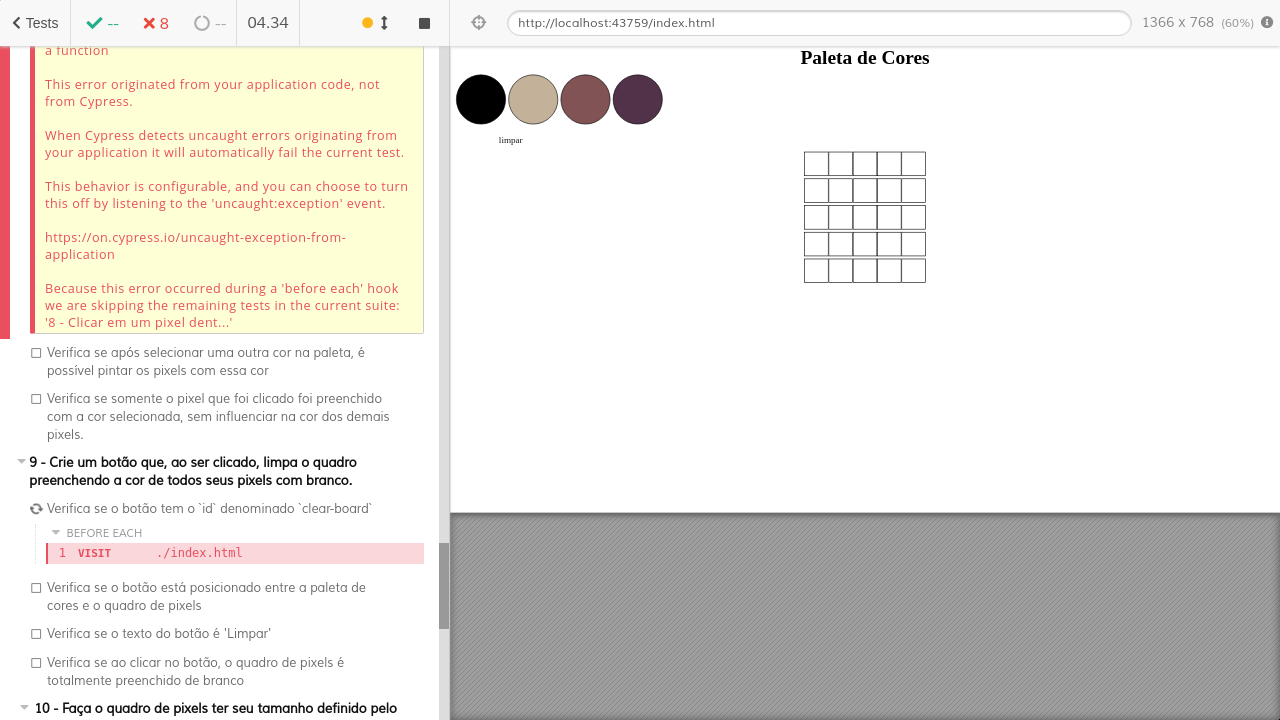 Tests
--
8
--
04.34
http://localhost:43759/index.html
1366 x 768 (60%)
a function
This error originated from your application code, not
from Cypress.
When Cypress detects uncaught errors originating from
your application it will automatically fail the current test.
This behavior is configurable, and you can choose to turn
this off by listening to the 'uncaught:exception' event.
https://on.cypress.io/uncaught-exception-from-
application
Because this error occurred during a 'before each' hook
we are skipping the remaining tests in the current suite:
'8 - Clicar em um pixel dent...'
Verifica se após selecionar uma outra cor na paleta, é
possível pintar os pixels com essa cor
Verifica se somente o pixel que foi clicado foi preenchido
com a cor selecionada, sem influenciar na cor dos demais
pixels.
9 - Crie um botão que, ao ser clicado, limpa o quadro
preenchendo a cor de todos seus pixels com branco.
Verifica se o botão tem o `id` denominado `clear-board`
BEFORE EACH
1 VISIT ./index.html
Verifica se o botão está posicionado entre a paleta de
cores e o quadro de pixels
Verifica se o texto do botão é 'Limpar'
Verifica se ao clicar no botão, o quadro de pixels é
totalmente preenchido de branco
10 - Faça o quadro de pixels ter seu tamanho definido pelo
Paleta de Cores
limpar